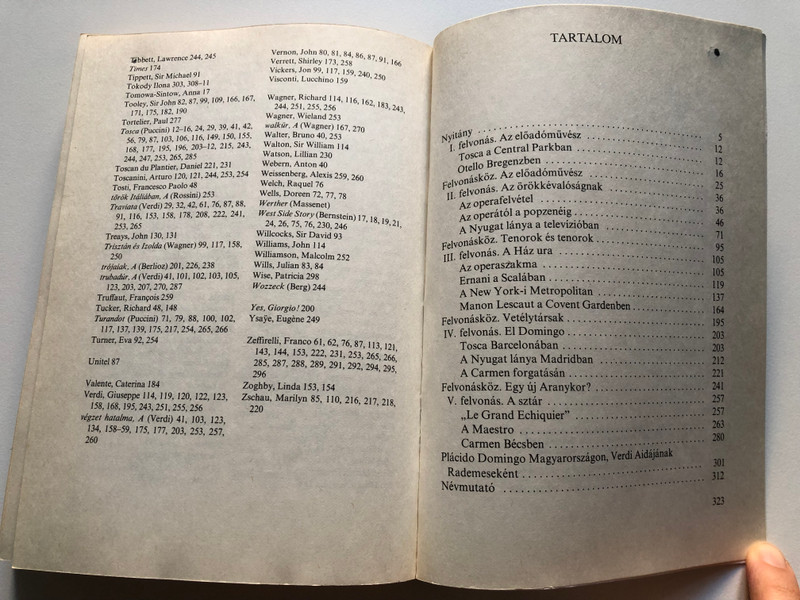 Tibbett, Lawrence 244, 245
Times 174
Tippett, Sir Michael 91
Tokody Ilona 303, 308–11
Tomowa-Sintow, Anna 17
Tooley, Sir John 82, 87, 99, 109, 166, 167,
171, 175, 182, 190
Tortelier, Paul 277
Tosca (Puccini) 12–16, 24, 29, 39, 41, 42,
56, 79, 87, 103, 106, 116, 149, 150, 155,
168, 177, 195, 196, 203–12, 215, 243,
244, 247, 253, 265, 285
Toscan du Plantier, Daniel 221, 231
Toscanini, Arturo 120, 121, 244, 253, 254
Tosti, Francesco Paolo 48
török Itáliában, A (Rossini) 253
Traviata (Verdi) 29, 32, 42, 61, 76, 87, 88,
91, 116, 153, 158, 178, 208, 222, 241,
253, 265
Treays, John 130, 131
Trisztán és Izolda (Wagner) 99, 117, 158,
250
trójaiak, A (Berlioz) 201, 226, 238
trubadúr, A (Verdi) 41, 101, 102, 103, 105,
123, 203, 207, 270, 287
Truffaut, François 259
Tucker, Richard 48, 148
Turandot (Puccini) 71, 79, 88, 100, 102,
117, 137, 139, 175, 217, 254, 265, 266
Turner, Eva 92, 254
Unitel 87
Valente, Caterina 184
Verdi, Giuseppe 114, 119, 120, 122, 123,
158, 168, 195, 243, 251, 255, 256
végzet hatalma, A (Verdi) 41, 103, 123,
134, 158–59, 175, 177, 203, 253, 257,
260
Vernon, John 80, 81, 84, 86, 87, 91, 166
Verrett, Shirley 173, 258
Vickers, Jon 99, 117, 159, 240, 250
Visconti, Lucchino 159
Wagner, Richard 114, 116, 162, 183, 243,
244, 251, 255, 256
Wagner, Wieland 253
walkür, A (Wagner) 167, 270
Walter, Bruno 40, 253
Walton, Sir William 114
Watson, Lillian 230
Webern, Anton 40
Weissenberg, Alexis 259, 260
Welch, Raquel 76
Wells, Doreen 72, 77, 78
Werther (Massenet)
West Side Story (Bernstein) 17, 18, 19, 21,
24, 26, 75, 76, 230, 246
Willcocks, Sir David 93
Williams, John 114
Williamson, Malcolm 252
Wills, Julian 83, 84
Wise, Patricia 298
Wozzeck (Berg) 244
Yes, Giorgio! 200
Ysaÿe, Eugène 249
Zeffirelli, Franco 61, 62, 76, 87, 113, 121,
143, 144, 153, 222, 231, 253, 265, 266,
285, 287, 288, 289, 291, 292, 294, 295,
296
Zoghby, Linda 153, 154
Zschau, Marilyn 85, 110, 216, 217, 218,
220
TARTALOM
Nyitány 5
I. felvonás. Az előadóművész 12
Tosca a Central Parkban 12
Otello Bregenzben 16
Felvonásköz. Az előadóművész 25
II. felvonás. Az örökkévalóságnak 36
Az operafelvétel 36
Az operától a popzenéig 46
A Nyugat lánya a televízióban 71
Felvonásköz. Tenorok és tenorok 95
III. felvonás. A Ház ura 105
Az operaszakma 105
Ernani a Scalában 119
A New York-i Metropolitan 137
Manon Lescaut a Covent Gardenben 164
Felvonásköz. Vetélytársak 195
IV. felvonás. El Domingo 203
Tosca Barcelonában 203
A Nyugat lánya Madridban 212
A Carmen forgatásán 221
Felvonásköz. Egy új Aranykor? 241
V. felvonás. A sztár 257
„Le Grand Echiquier” 257
A Maestro 263
Carmen Bécsben 280
Plácido Domingo Magyarországon, Verdi Aidájának
Rademeseként 301
Névmutató 312
323